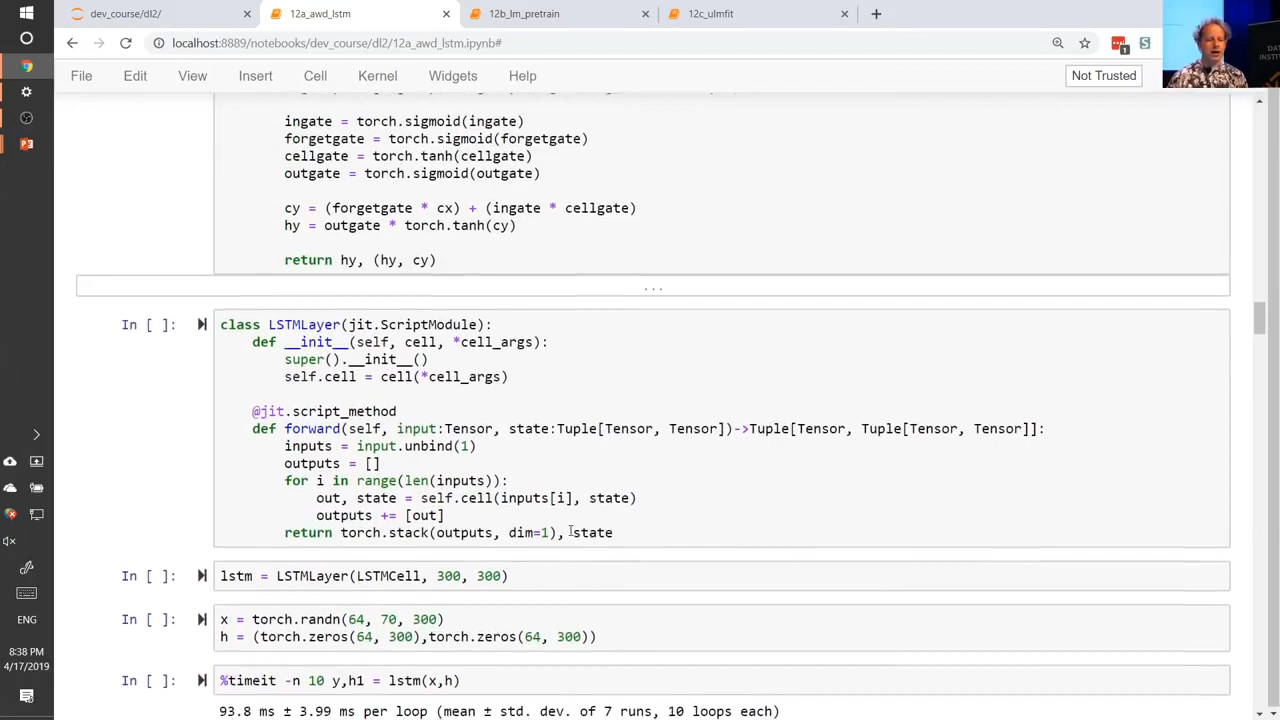 dev_course/dl2/
12a_awd_lstm
12b_lm_pretrain
12c_ulmfit
localhost:8889/notebooks/dev_course/dl2/12a_awd_lstm.ipynb#
1
S
File Edit View Insert Cell Kernel Widgets Help
Not Trusted
ingate = torch.sigmoid(ingate)
forgetgate = torch.sigmoid(forgetgate)
cellgate = torch.tanh(cellgate)
outgate = torch.sigmoid(outgate)
cy = (forgetgate * cx) + (ingate * cellgate)
hy = outgate * torch.tanh(cy)
return hy, (hy, cy)
...
In [ ]:
class LSTMLayer(jit.ScriptModule):
def __init__(self, cell, *cell_args):
super().__init__()
self.cell = cell(*cell_args)
@jit.script_method
def forward(self, input:Tensor, state:Tuple[Tensor, Tensor])->Tuple[Tensor, Tuple[Tensor, Tensor]]:
inputs = input.unbind(1)
outputs = []
for i in range(len(inputs)):
out, state = self.cell(inputs[i], state)
outputs += [out]
return torch.stack(outputs, dim=1), state
In [ ]:
lstm = LSTMLayer(LSTMCell, 300, 300)
In [ ]:
x = torch.randn(64, 70, 300)
h = (torch.zeros(64, 300),torch.zeros(64, 300))
In [ ]:
%timeit -n 10 y,h1 = lstm(x,h)
93.8 ms ± 3.99 ms per loop (mean ± std. dev. of 7 runs, 10 loops each)
ENG
8:38 PM
4/17/2019